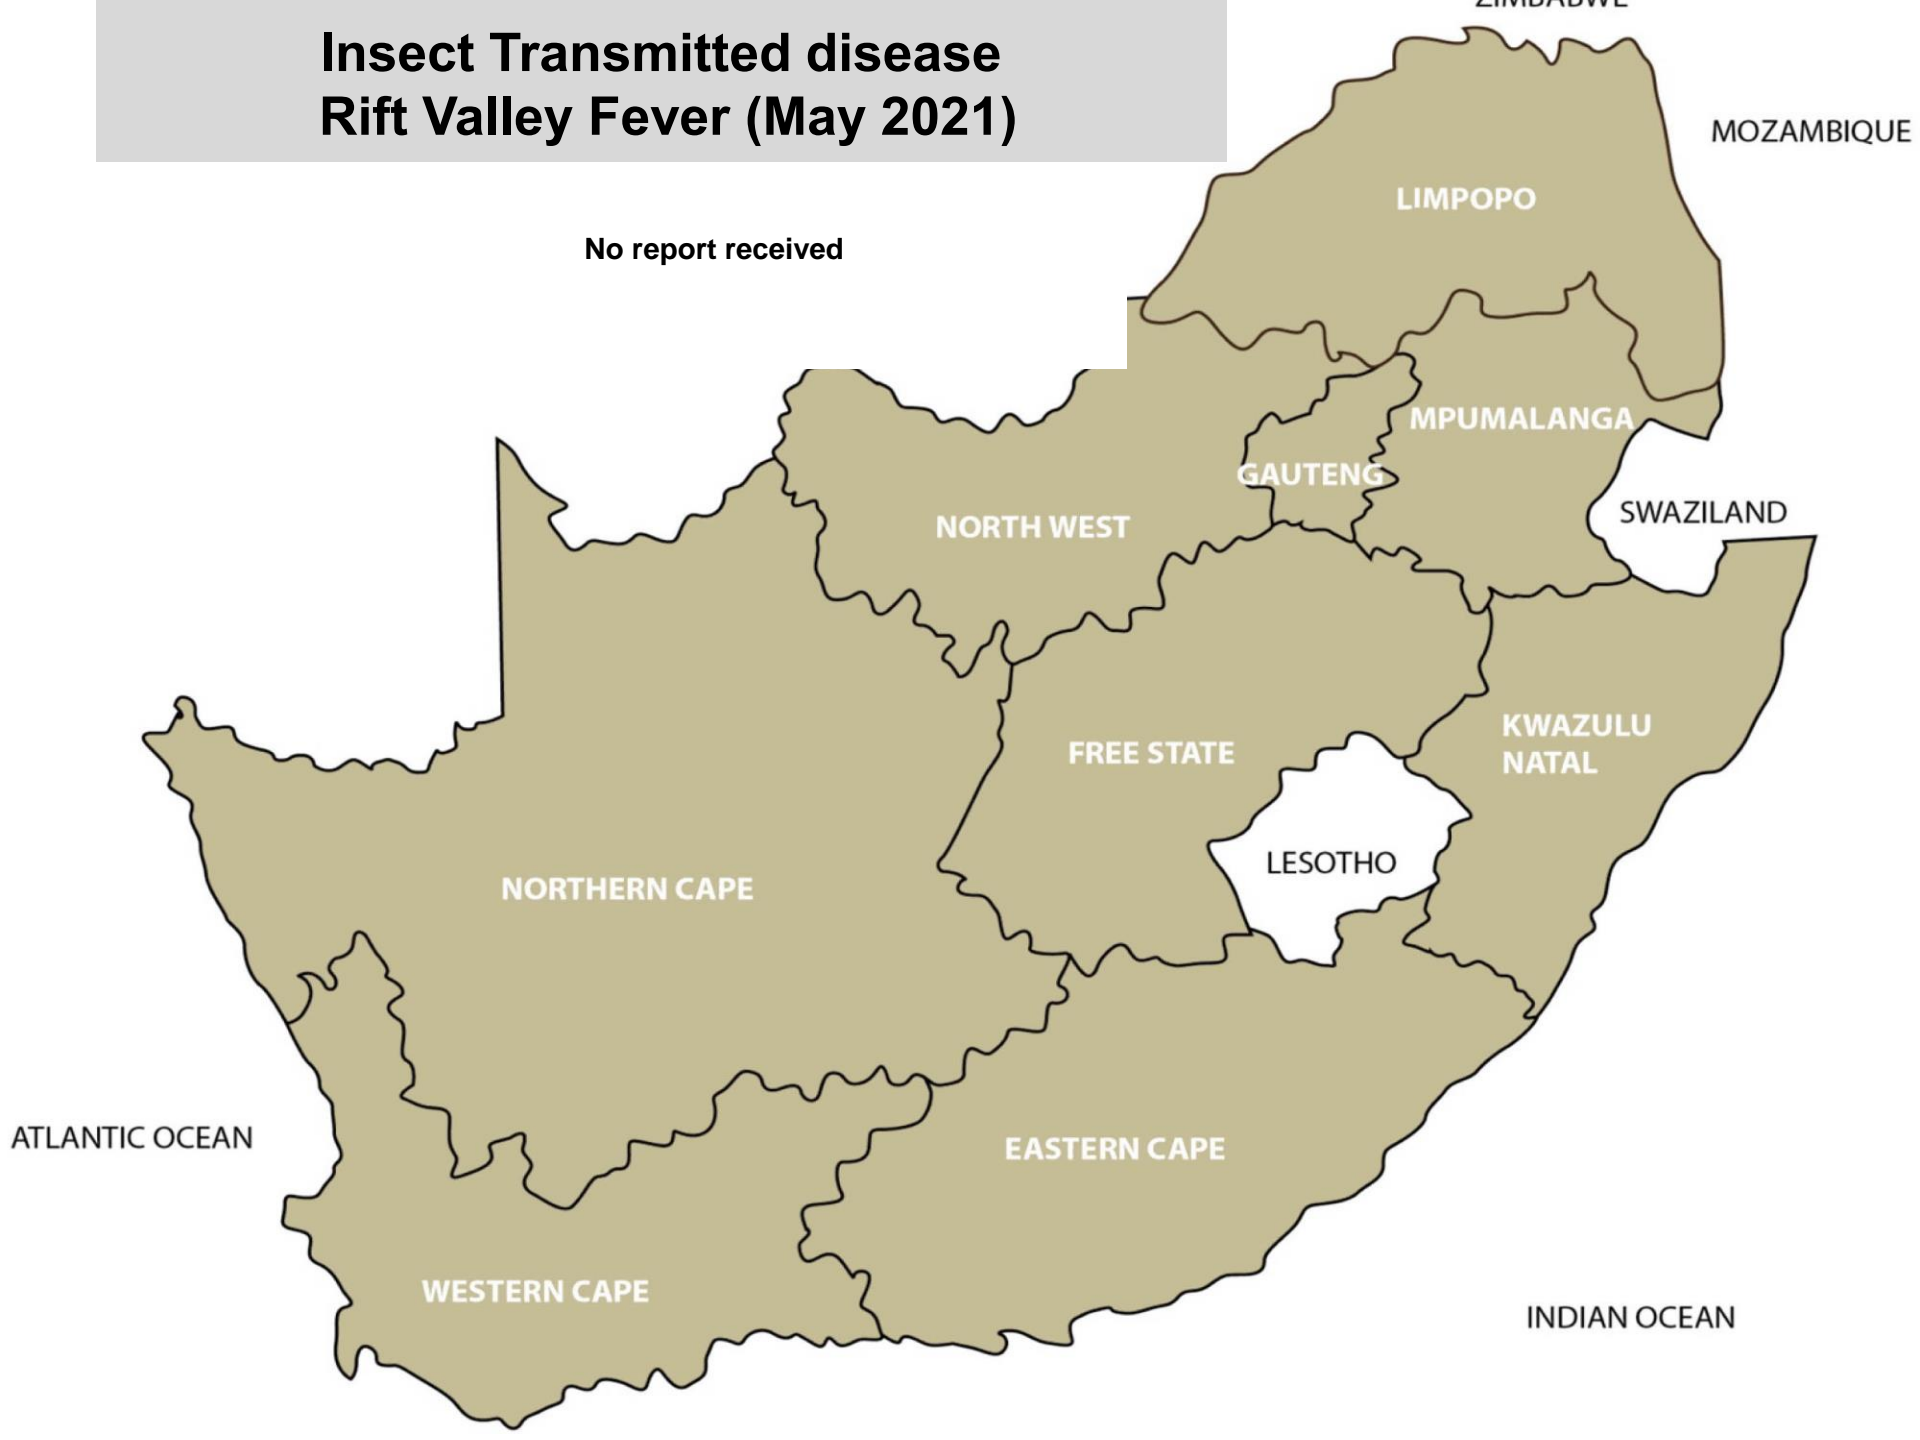 ZIMBABWE
Insect Transmitted disease
Rift Valley Fever (May 2021)
MOZAMBIQUE
LIMPOPO
No report received
MPUMALANGA
GAUTENG
SWAZILAND
NORTH WEST
KWAZULU
NATAL
FREE STATE
LESOTHO
NORTHERN CAPE
ATLANTIC OCEAN
EASTERN CAPE
WESTERN CAPE
INDIAN OCEAN